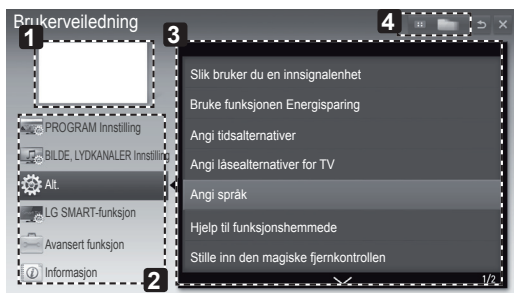 Brukerveiledning
1
3
4
PROGRAM Innstilling
BILDE, LYDKANALER Innstilling
Alt.
LG SMART-funksjon
Avansert funksjon
Informasjon
2
Slik bruker du en innsignalenhet
Bruke funksjonen Energisparing
Angi tidsalternativer
Angi låsealternativer for TV
Angi språk
Hjelp til funksjonshemmede
Stille inn den magiske fjernkontrollen
1/2